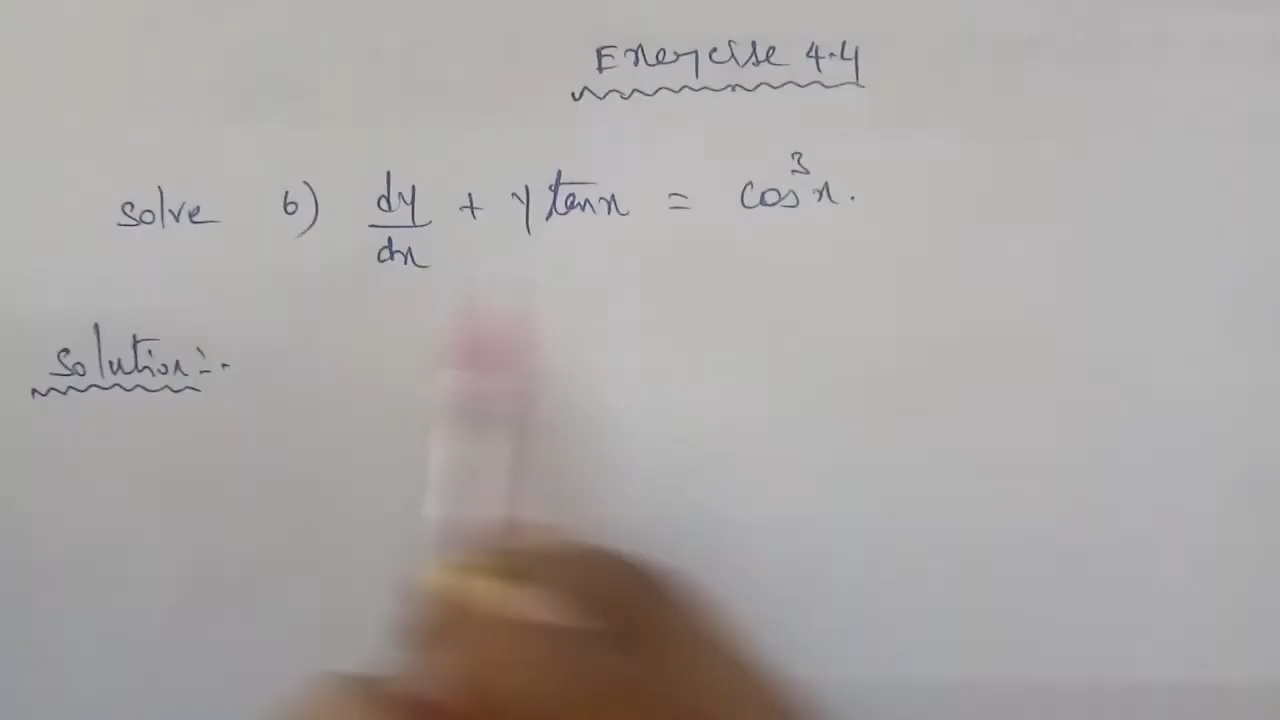 Exercise 4.4
solve 6) dy/dx + y tanx = cos³x.
Solution:-